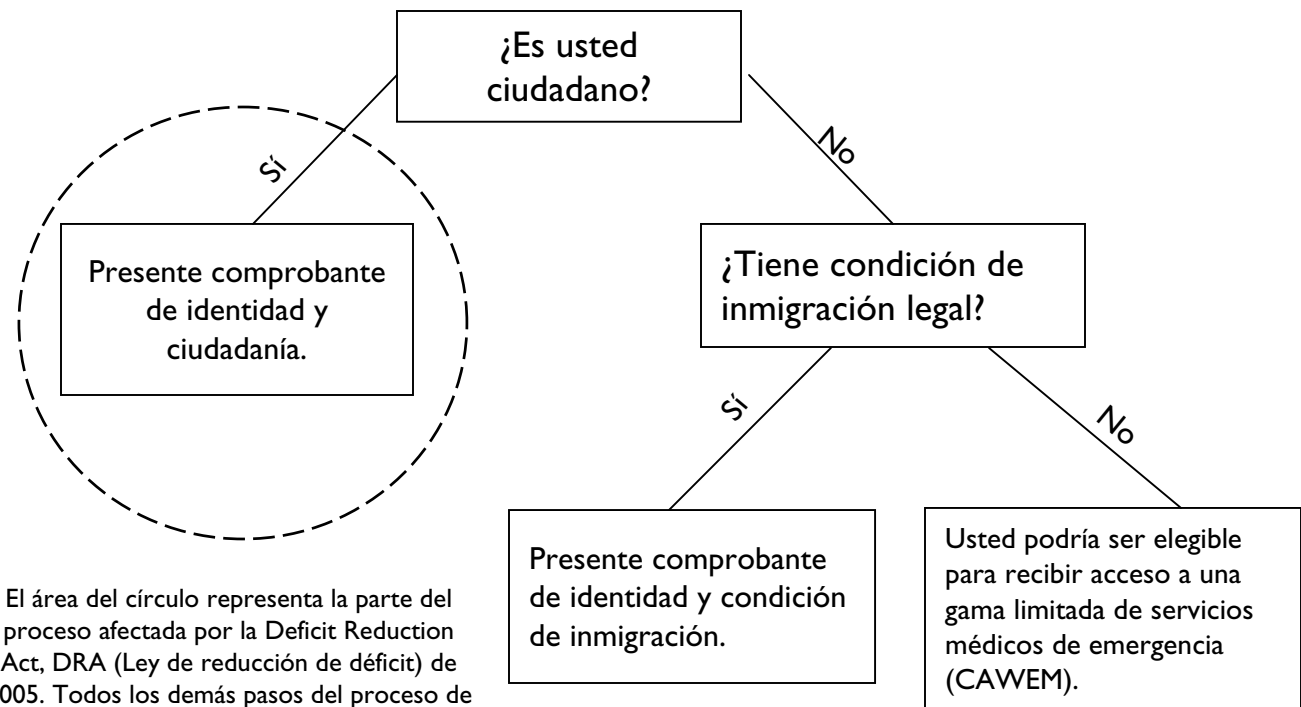 ¿Es usted
ciudadano?
Sí
No
Presente comprobante
de identidad y
ciudadanía.
¿Tiene condición de
inmigración legal?
Sí
No
Presente comprobante
de identidad y condición
de inmigración.
Usted podría ser elegible
para recibir acceso a una
gama limitada de servicios
médicos de emergencia
(CAWEM).
El área del círculo representa la parte del
proceso afectada por la Deficit Reduction
Act, DRA (Ley de reducción de déficit) de
005. Todos los demás pasos del proceso de